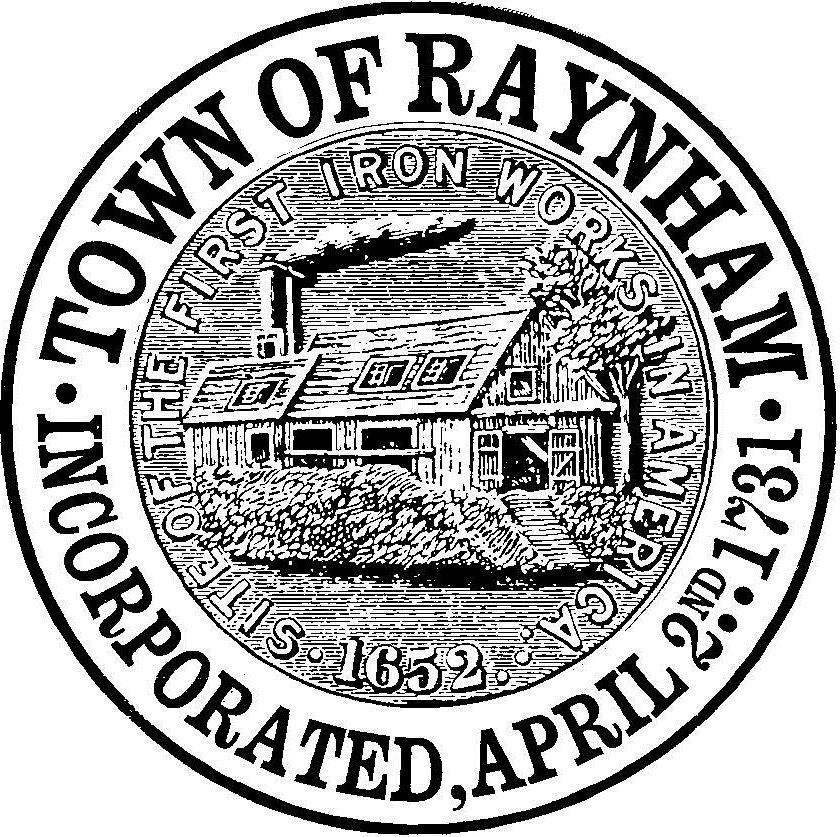 · TOWN OF RAYNHAM ·
INCORPORATED, APRIL 2ND.. 1731
SITE OF THE FIRST IRON WORKS IN AMERICA.
· 1652.